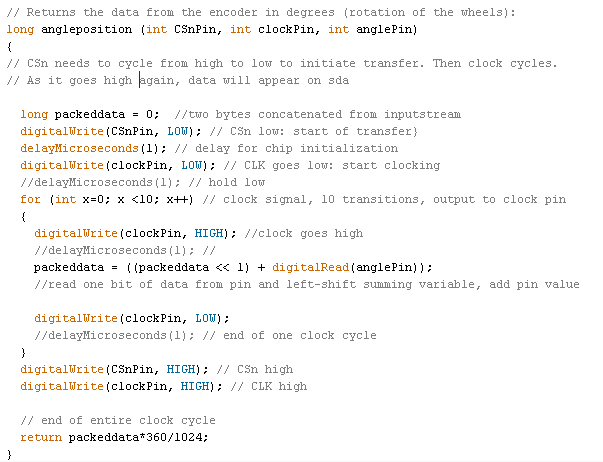 // Returns the data from the encoder in degrees (rotation of the wheels):
long angleposition (int CSnPin, int clockPin, int anglePin)
{
// CSn needs to cycle from high to low to initiate transfer. Then clock cycles.
// As it goes high again, data will appear on sda
long packeddata = 0;  //two bytes concatenated from inputstream
digitalWrite(CSnPin, LOW); // CSn low: start of transfer}
delayMicroseconds(1); // delay for chip initialization
digitalWrite(clockPin, LOW); // CLK goes low: start clocking
//delayMicroseconds(1); // hold low
for (int x=0; x <10; x++) // clock signal, 10 transitions, output to clock pin
{
digitalWrite(clockPin, HIGH); //clock goes high
//delayMicroseconds(1); //
packeddata = ((packeddata << 1) + digitalRead(anglePin));
//read one bit of data from pin and left-shift summing variable, add pin value
digitalWrite(clockPin, LOW);
//delayMicroseconds(1); // end of one clock cycle
}
digitalWrite(CSnPin, HIGH); // CSn high
digitalWrite(clockPin, HIGH); // CLK high
// end of entire clock cycle
return packeddata*360/1024;
}